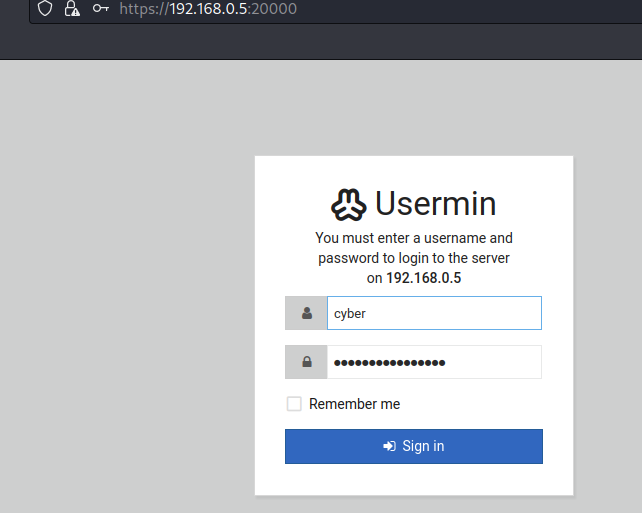 https://192.168.0.5:20000
Usermin
You must enter a username and
password to login to the server
on 192.168.0.5
cyber
●●●●●●●●●●●●●●●●
Remember me
Sign in